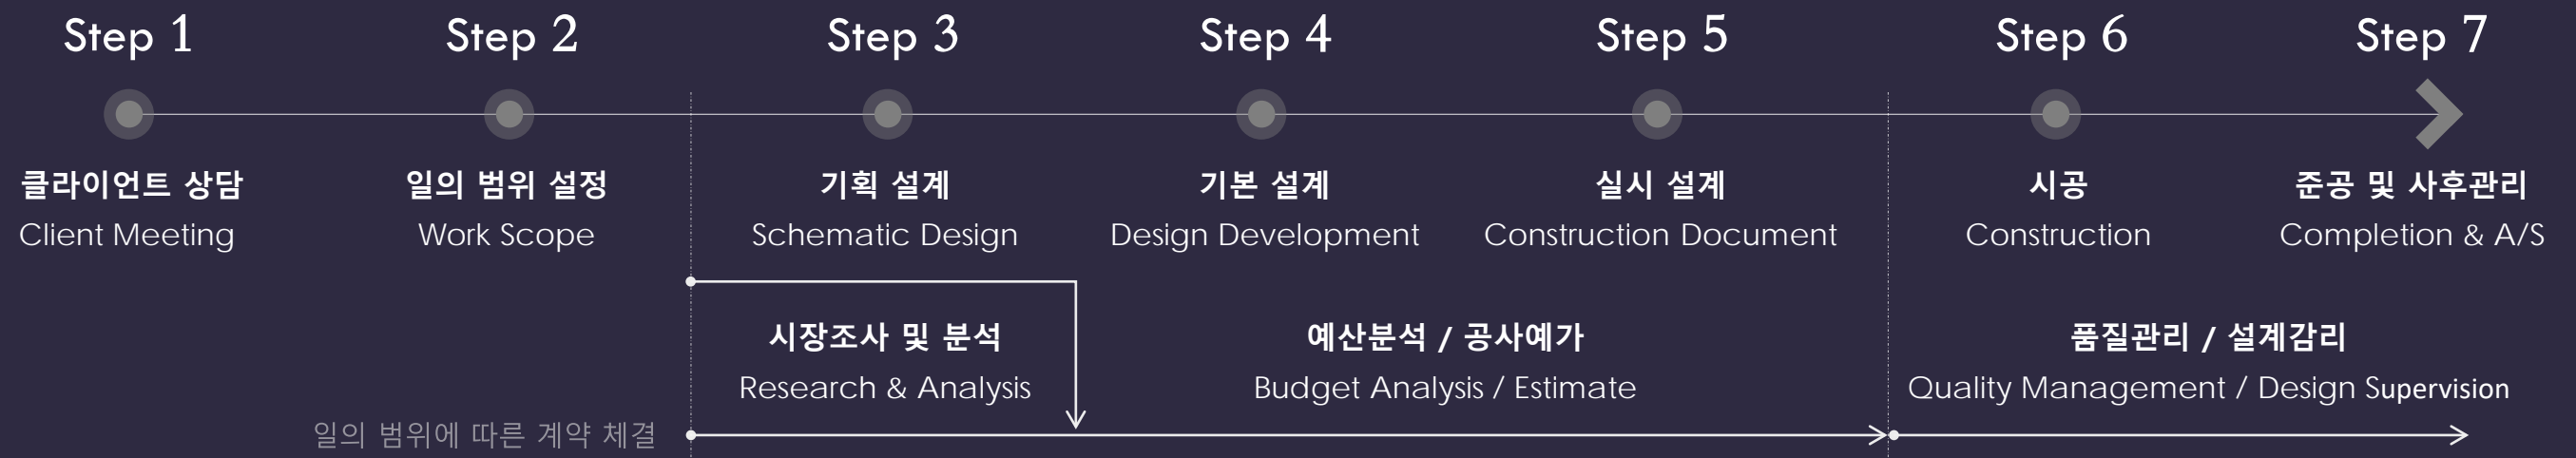 Step 1 Step 2 Step 3 Step 4 Step 5 Step 6 Step 7
클라이언트 상담 일의 범위 설정 기획 설계 기본 설계 실시 설계 시공 준공 및 사후관리
Client Meeting Work Scope Schematic Design Design Development Construction Document Construction Completion & A/S
시장조사 및 분석 예산분석 / 공사예가 품질관리 / 설계감리
Research & Analysis Budget Analysis / Estimate Quality Management / Design Supervision
일의 범위에 따른 계약 체결